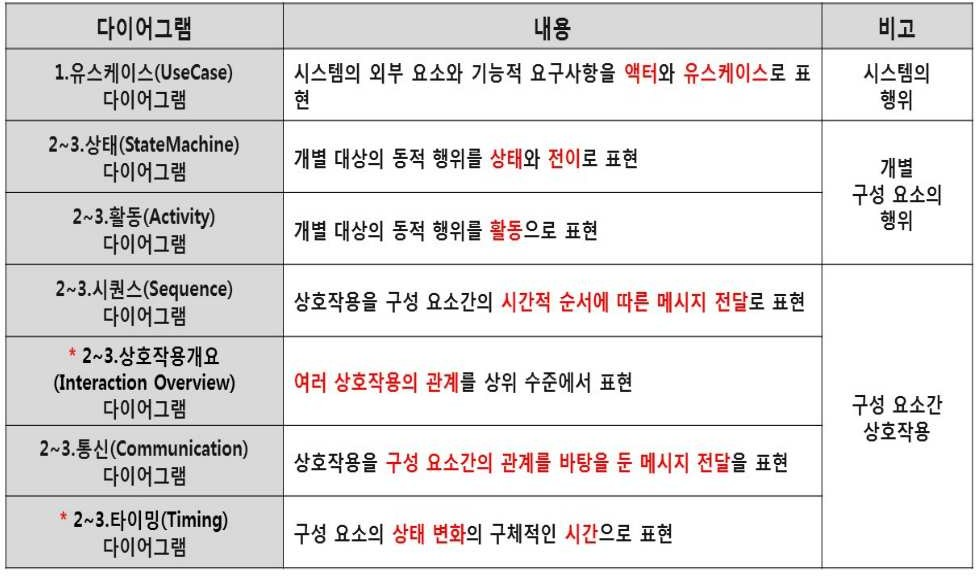 다이어그램 내용 비고
1.유스케이스(UseCase)
다이어그램
시스템의 외부 요소와 기능적 요구사항을 액터와 유스케이스로 표
현
시스템의
행위
2~3.상태(StateMachine)
다이어그램
개별 대상의 동적 행위를 상태와 전이로 표현
개별
구성 요소의
행위
2~3.활동(Activity)
다이어그램
개별 대상의 동적 행위를 활동으로 표현
2~3.시퀀스(Sequence)
다이어그램
상호작용을 구성 요소간의 시간적 순서에 따른 메시지 전달로 표현
구성 요소간
상호작용
* 2~3.상호작용개요
(Interaction Overview)
다이어그램
여러 상호작용의 관계를 상위 수준에서 표현
2~3.통신(Communication)
다이어그램
상호작용을 구성 요소간의 관계를 바탕을 둔 메시지 전달을 표현
* 2~3.타이밍(Timing)
다이어그램
구성 요소의 상태 변화의 구체적인 시간으로 표현